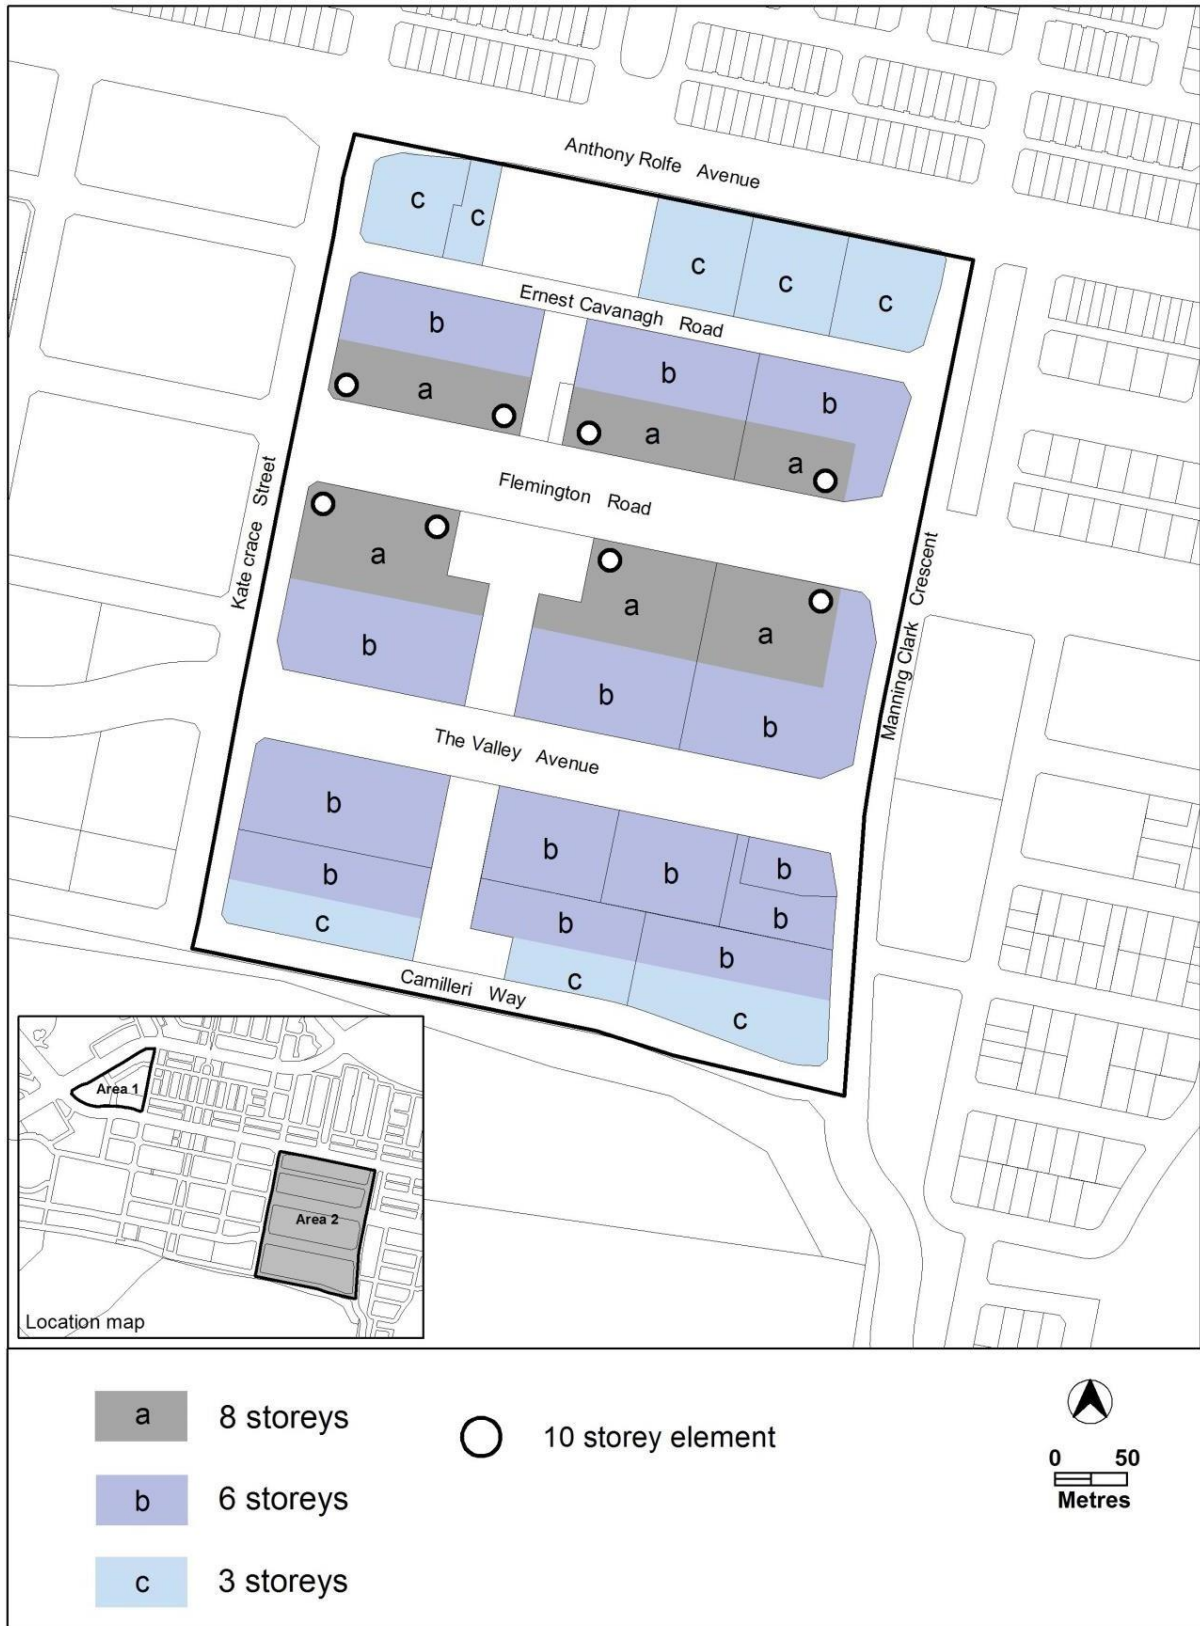 Anthony Rolfe Avenue
c
c
c
c
c
Ernest Cavanagh Road
b
b
b
a
a
a
Flemington Road
Kate crace Street
Manning Clark Crescent
a
a
a
b
b
b
The Valley Avenue
b
b
b
b
b
b
b
b
c
c
c
Camilleri Way
Area 1
Area 2
Location map
a 8 storeys
10 storey element
b 6 storeys
c 3 storeys
0 50
Metres